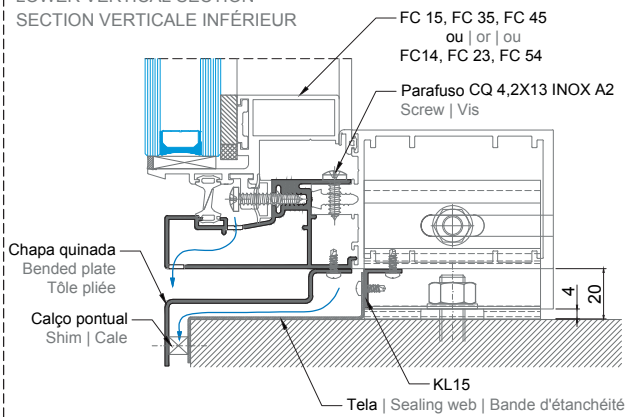 LOWER VERTICAL SECTION
SECTION VERTICALE INFÉRIEUR
FC 15, FC 35, FC 45
ou | or | ou
FC14, FC 23, FC 54
Parafuso CQ 4,2X13 INOX A2
Screw | Vis
Chapa quinada
Bended plate
Tôle pliée
Calço pontual
Shim | Cale
4
20
KL15
Tela | Sealing web | Bande d'étanchéité